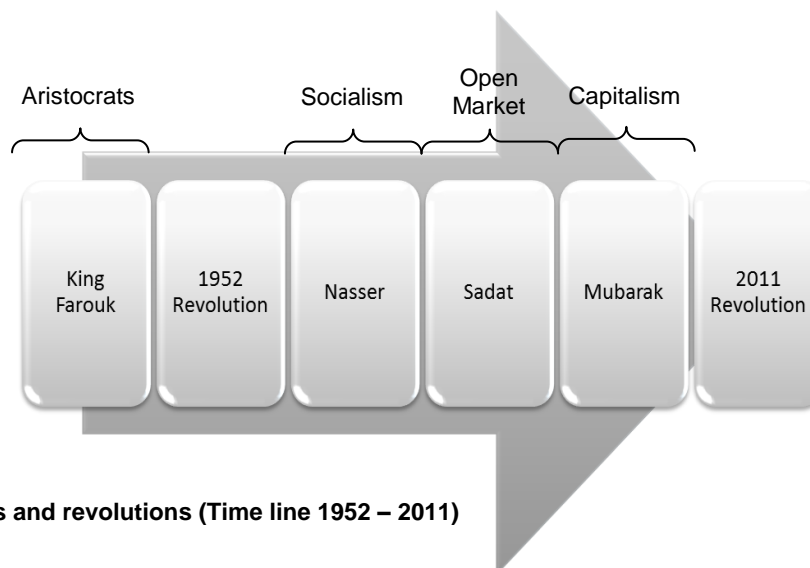 Aristocrats
Socialism
Open
Market
Capitalism
King
Farouk
1952
Revolution
Nasser
Sadat
Mubarak
2011
Revolution
and revolutions (Time line 1952 – 2011)